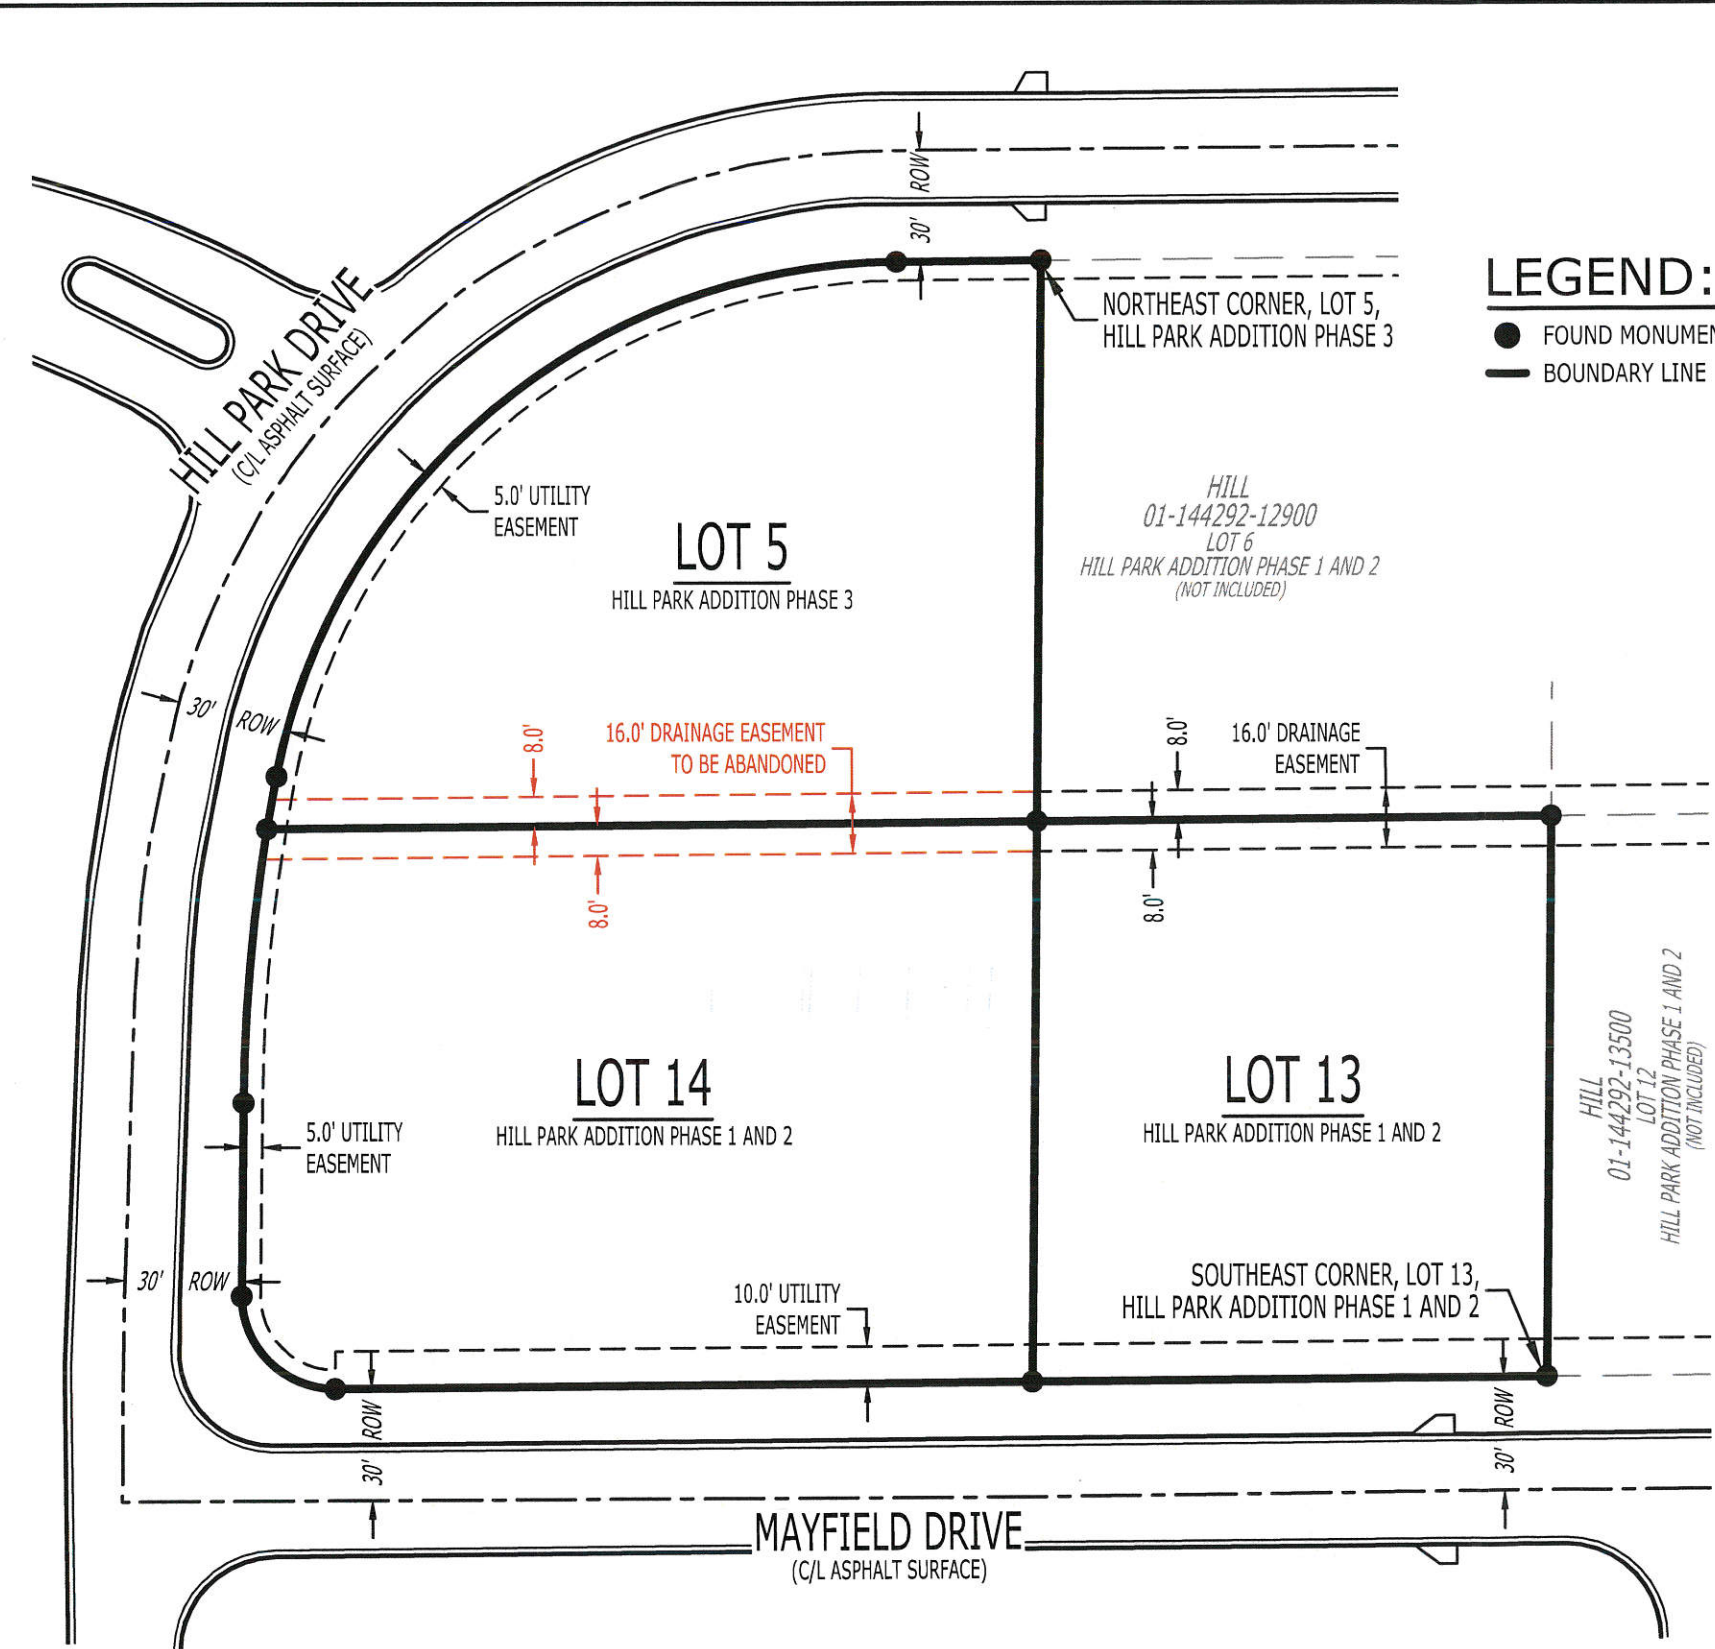 30' ROW
LEGEND:
NORTHEAST CORNER, LOT 5,
HILL PARK ADDITION PHASE 3
FOUND MONUMEN
BOUNDARY LINE
HILL PARK DRIVE
(C/L ASPHALT SURFACE)
5.0' UTILITY
EASEMENT
LOT 5
HILL PARK ADDITION PHASE 3
HILL
01-144292-12900
LOT 6
HILL PARK ADDITION PHASE 1 AND 2
(NOT INCLUDED)
30' ROW
8.0'
16.0' DRAINAGE EASEMENT
TO BE ABANDONED
8.0'
8.0'
16.0' DRAINAGE
EASEMENT
8.0'
LOT 14
HILL PARK ADDITION PHASE 1 AND 2
LOT 13
HILL PARK ADDITION PHASE 1 AND 2
HILL
01-144292-13500
LOT 12
HILL PARK ADDITION PHASE 1 AND 2
(NOT INCLUDED)
5.0' UTILITY
EASEMENT
30' ROW
10.0' UTILITY
EASEMENT
SOUTHEAST CORNER, LOT 13,
HILL PARK ADDITION PHASE 1 AND 2
30' ROW
30' ROW
MAYFIELD DRIVE
(C/L ASPHALT SURFACE)